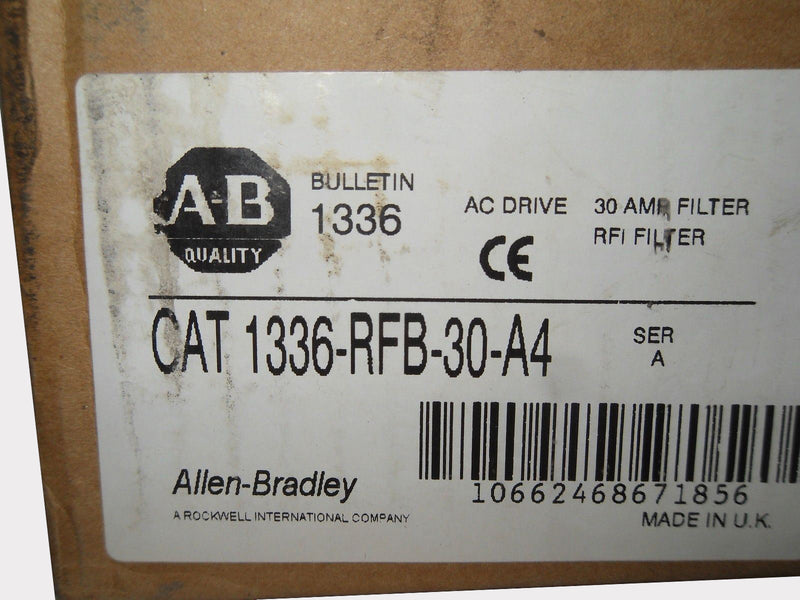 A-B
QUALITY
BULLETIN
1336
AC DRIVE
30 AMP FILTER
RFI FILTER
CE
CAT 1336-RFB-30-A4
SER
A
10662468671856
Allen-Bradley
A ROCKWELL INTERNATIONAL COMPANY
MADE IN U.K.